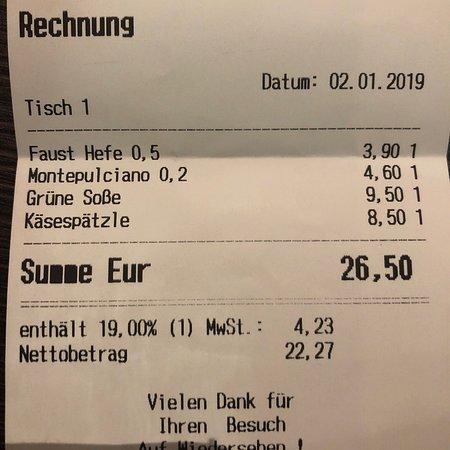 Rechnung
Datum: 02.01.2019
Tisch 1
Faust Hefe 0,5 3,90 1
Montepulciano 0,2 4,60 1
Grüne Soße 9,50 1
Käsespätzle 8,50 1
Summe Eur 26,50
enthält 19,00% (1) MwSt.: 4,23
Nettobetrag 22,27
Vielen Dank für
Ihren Besuch
Auf Wiedersehen !